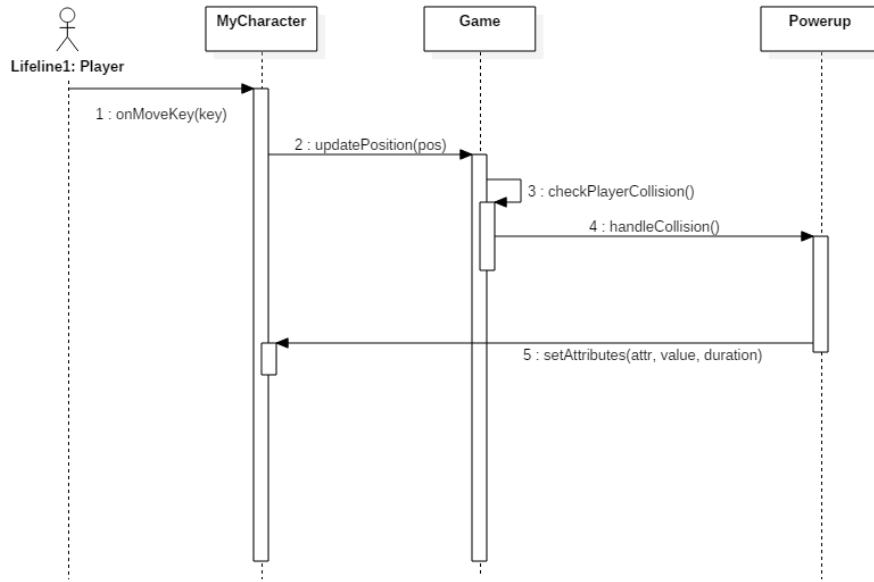 MyCharacter
Game
Powerup
Lifeline1: Player
1 : onMoveKey(key)
2 : updatePosition(pos)
3 : checkPlayerCollision()
4 : handleCollision()
5 : setAttributes(attr, value, duration)